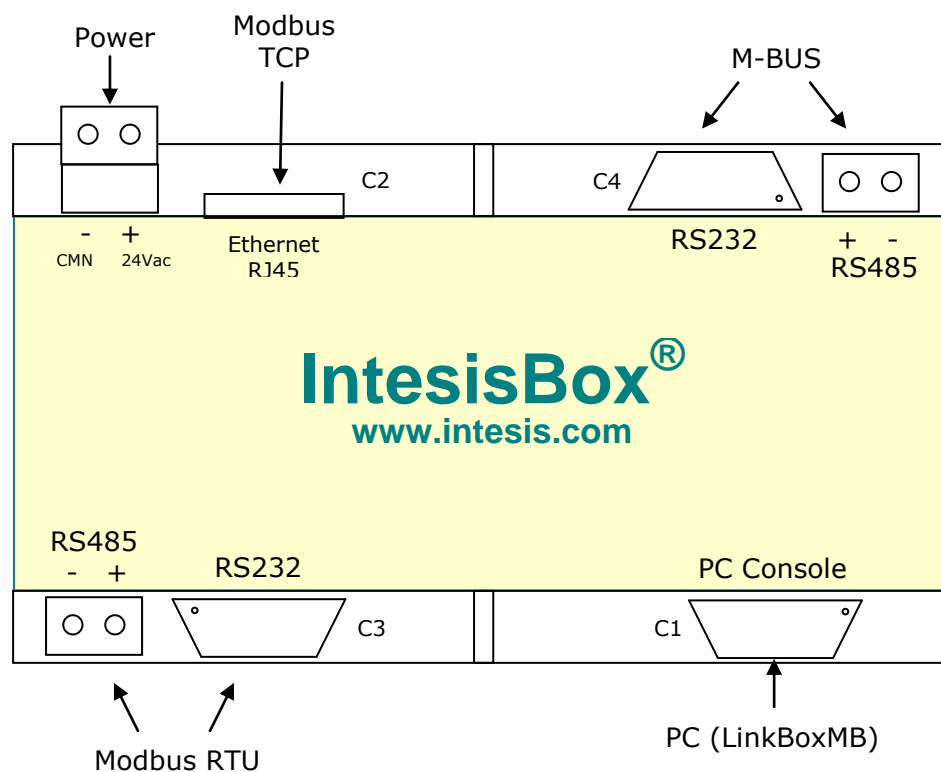 Power
Modbus
TCP
M-BUS
C2
C4
- +
CMN 24Vac
Ethernet
RJ45
RS232
+ -
RS485
IntesisBox®
www.intesis.com
RS485
- +
RS232
PC Console
C3
C1
Modbus RTU
PC (LinkBoxMB)